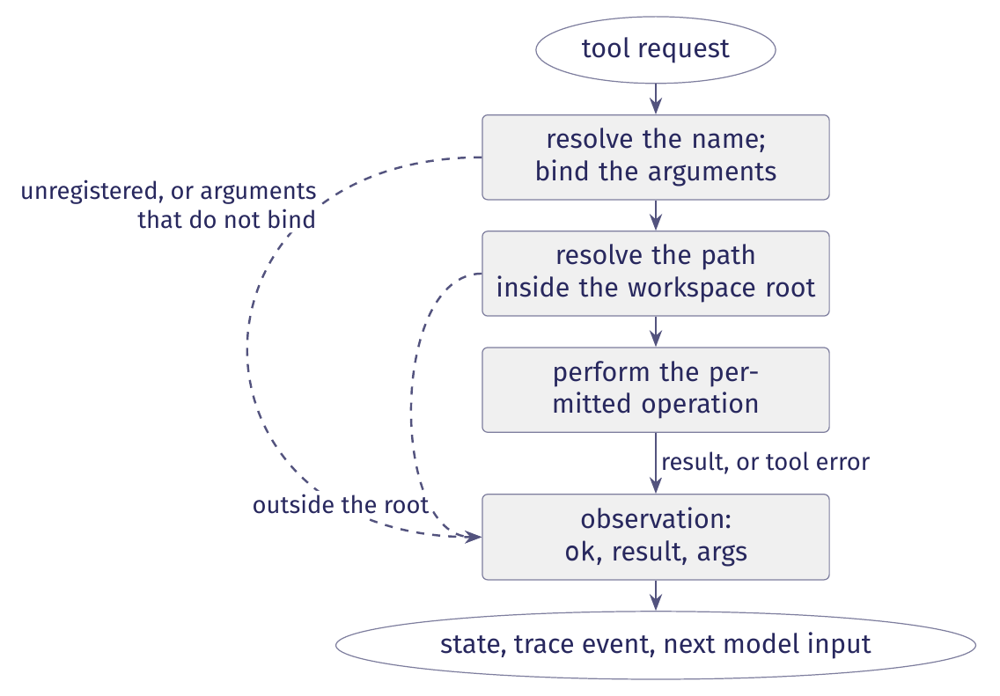 tool request
resolve the name;
bind the arguments
unregistered, or arguments
that do not bind
resolve the path
inside the workspace root
perform the per-
mitted operation
result, or tool error
outside the root
observation:
ok, result, args
state, trace event, next model input